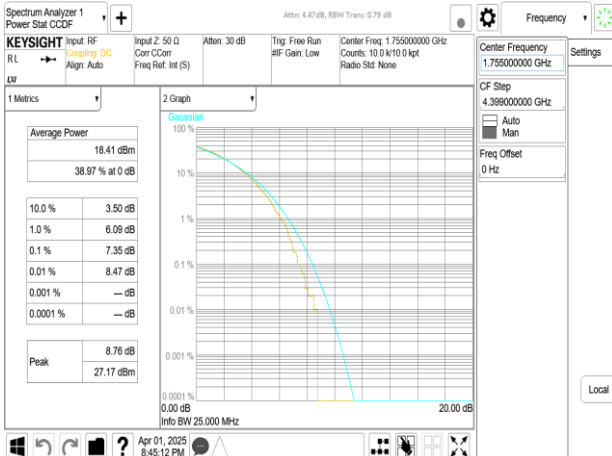 Spectrum Analyzer 1
Power Stat CCDF
+
Attn: 4.67dB, RBW Trans: 0.79 dB
Frequency
KEYSIGHT
RL
LXI
Input: RF
Coupling: DC
Align: Auto
Input Z: 50 Ω
Corr CCorr
Freq Ref: Int (S)
Atten: 30 dB
Trig: Free Run
#IF Gain: Low
Center Freq: 1.755000000 GHz
Counts: 10.0 k/10.0 kpt
Radio Std: None
Center Frequency
1.755000000 GHz
Settings
CF Step
4.399000000 GHz
Auto
Man
Freq Offset
0 Hz
Local
1 Metrics
Average Power
18.41 dBm
38.97 % at 0 dB
10.0 % 3.50 dB
1.0 % 6.09 dB
0.1 % 7.35 dB
0.01 % 8.47 dB
0.001 % --- dB
0.0001 % --- dB
Peak
8.76 dB
27.17 dBm
2 Graph
Gaussian
100 %
10 %
1 %
0.1 %
0.01 %
0.001 %
0.0001 %
0.00 dB 20.00 dB
Info BW 25.000 MHz
?
Apr 01, 2025
8:45:12 PM